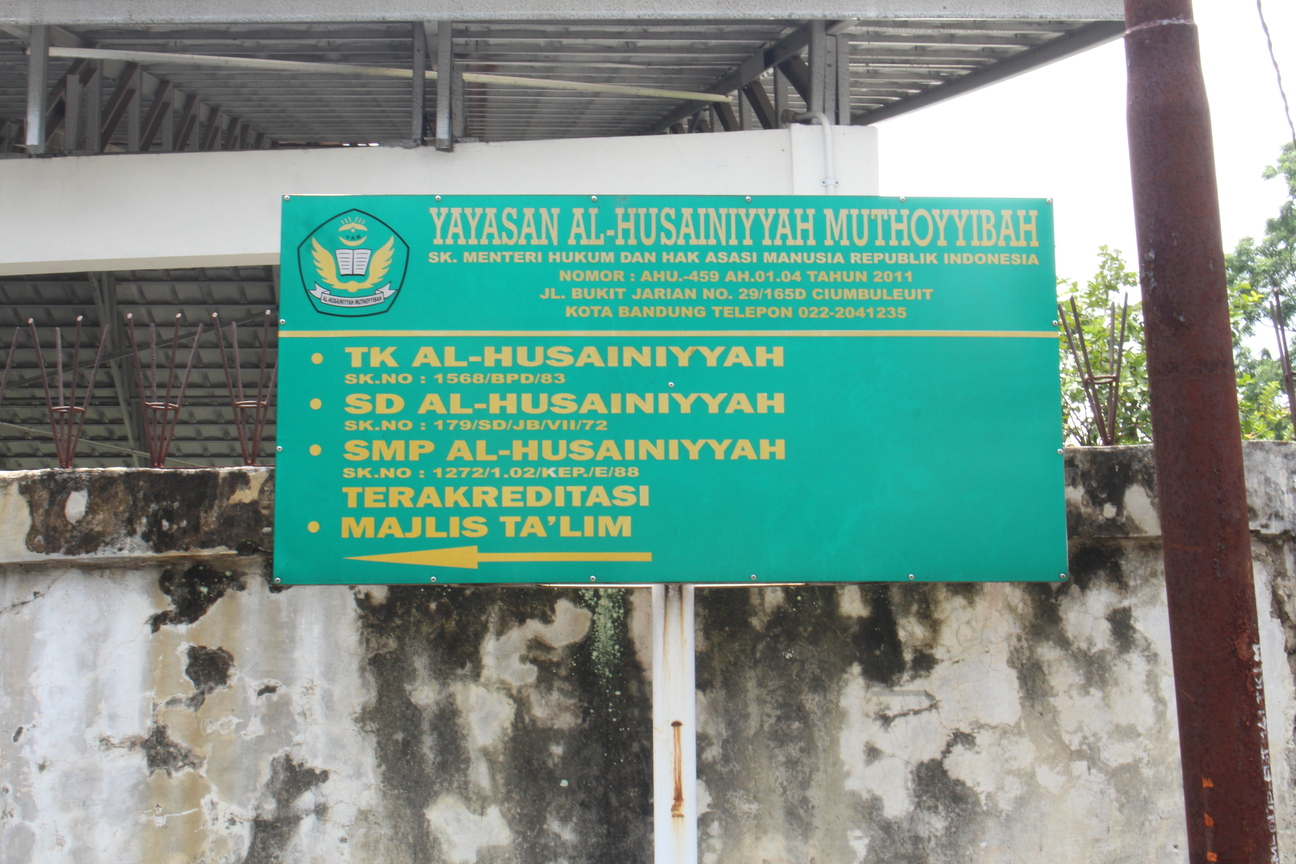 YAYASAN AL-HUSAINIYYAH MUTHOYYIBAH
SK. MENTERI HUKUM DAN HAK ASASI MANUSIA REPUBLIK INDONESIA
NOMOR : AHU.-459 AH.01.04 TAHUN 2011
JL. BUKIT JARIAN NO. 29/165D CIUMBULEUIT
KOTA BANDUNG TELEPON 022-2041235
AL-HUSAINIYYAH MUTHOYYIBAH
• TK AL-HUSAINIYYAH
SK.NO : 1568/BPD/83
• SD AL-HUSAINIYYAH
SK.NO : 179/SD/JB/VII/72
• SMP AL-HUSAINIYYAH
SK.NO : 1272/1.02/KEP./E/88
TERAKREDITASI
• MAJLIS TA'LIM